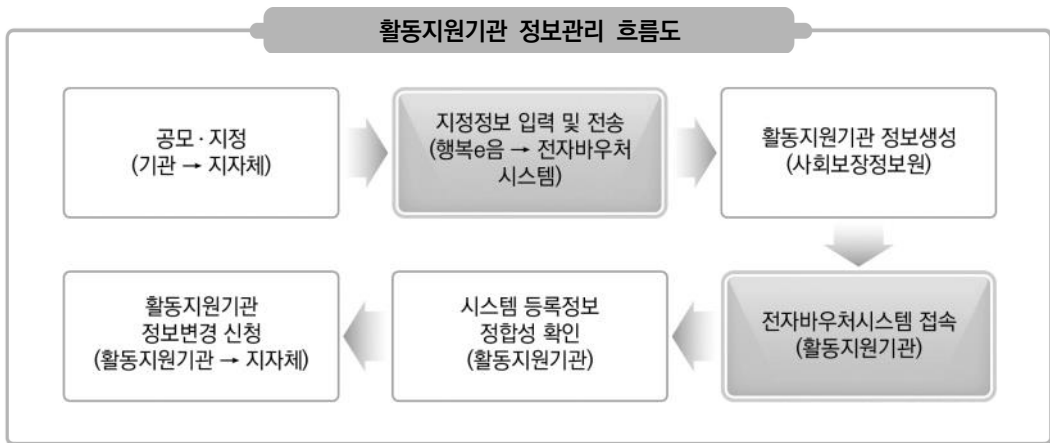 활동지원기관 정보관리 흐름도
공모·지정
(기관 → 지자체)
지정정보 입력 및 전송
(행복e음 → 전자바우처
시스템)
활동지원기관 정보생성
(사회보장정보원)
전자바우처시스템 접속
(활동지원기관)
시스템 등록정보
정합성 확인
(활동지원기관)
활동지원기관
정보변경 신청
(활동지원기관 → 지자체)